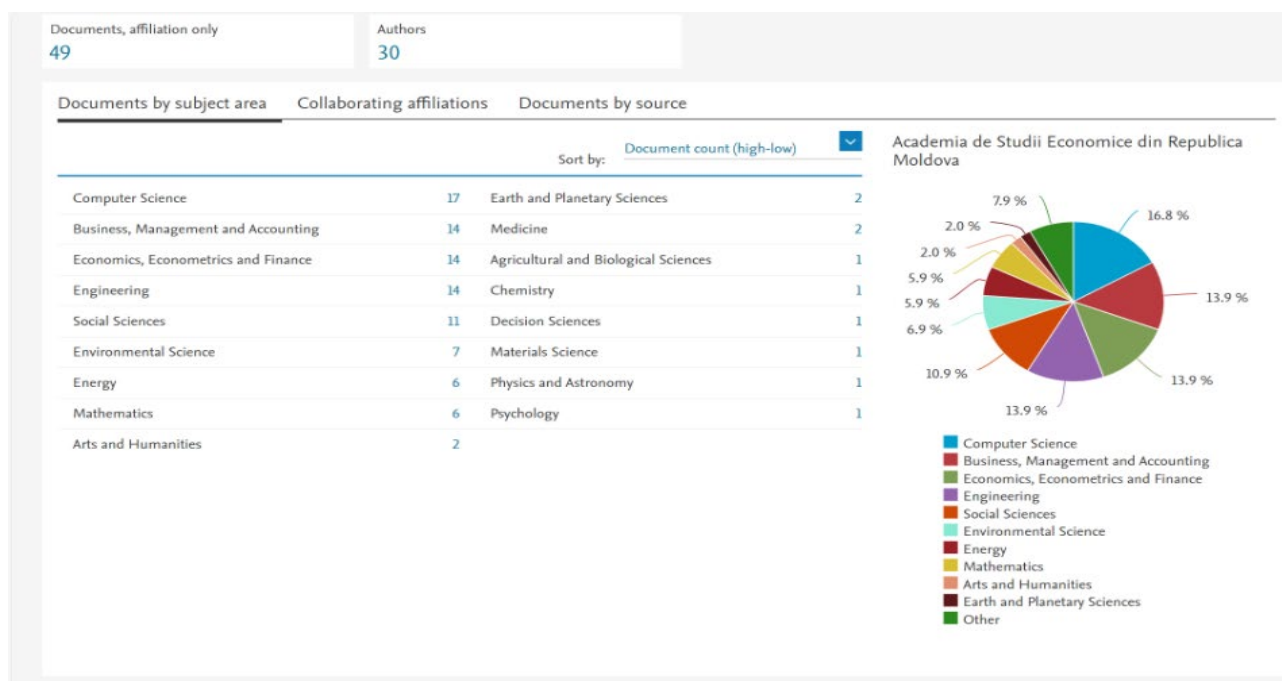 Documents, affiliation only
49
Authors
30
Documents by subject area Collaborating affiliations Documents by source
Sort by: Document count (high-low)
Computer Science 17
Business, Management and Accounting 14
Economics, Econometrics and Finance 14
Engineering 14
Social Sciences 11
Environmental Science 7
Energy 6
Mathematics 6
Arts and Humanities 2
Earth and Planetary Sciences 2
Medicine 2
Agricultural and Biological Sciences 1
Chemistry 1
Decision Sciences 1
Materials Science 1
Physics and Astronomy 1
Psychology 1
Academia de Studii Economice din Republica
Moldova
7.9 %
16.8 %
2.0 %
2.0 %
5.9 %
5.9 %
13.9 %
6.9 %
10.9 %
13.9 %
13.9 %
Computer Science
Business, Management and Accounting
Economics, Econometrics and Finance
Engineering
Social Sciences
Environmental Science
Energy
Mathematics
Arts and Humanities
Earth and Planetary Sciences
Other